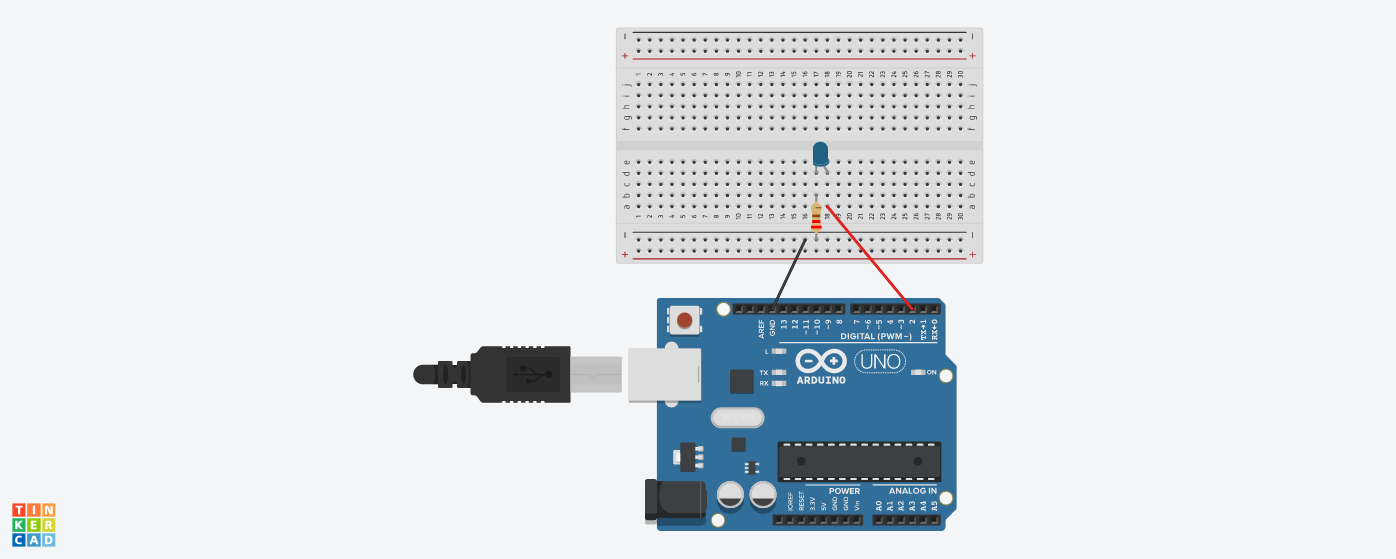 1 2 3 4 5 6 7 8 9 10 11 12 13 14 15 16 17 18 19 20 21 22 23 24 25 26 27 28 29 30
j j
i i
h h
g g
f f
e e
d d
c c
b b
a a
1 2 3 4 5 6 7 8 9 10 11 12 13 14 15 16 17 18 19 20 21 22 23 24 25 26 27 28 29 30
AREF GND 13 12 ~11 ~10 ~9 8 7 ~6 ~5 4 ~3 2 TX→1 RX←0
DIGITAL (PWM~)
L
TX
RX
ARDUINO
UNO
ON
POWER
ANALOG IN
IOREF RESET 3.3V 5V GND GND Vin A0 A1 A2 A3 A4 A5
TIN
KER
CAD